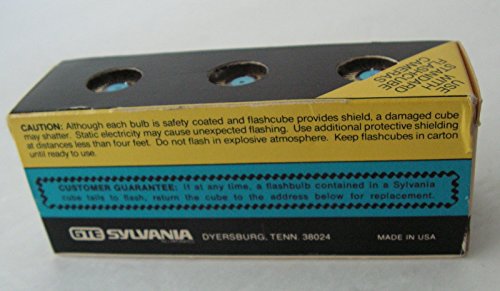 USE
WITH
STANDARD
FLASHCUBE
CAMERAS
CAUTION: Although each bulb is safety coated and flashcube provides shield, a damaged cube
may shatter. Static electricity may cause unexpected flashing. Use additional protective shielding
at distances less than four feet. Do not flash in explosive atmosphere. Keep flashcubes in carton
until ready to use.
CUSTOMER GUARANTEE: If at any time, a flashbulb contained in a Sylvania
cube fails to flash, return the cube to the address below for replacement.
GTE SYLVANIA DYERSBURG, TENN. 38024 MADE IN USA